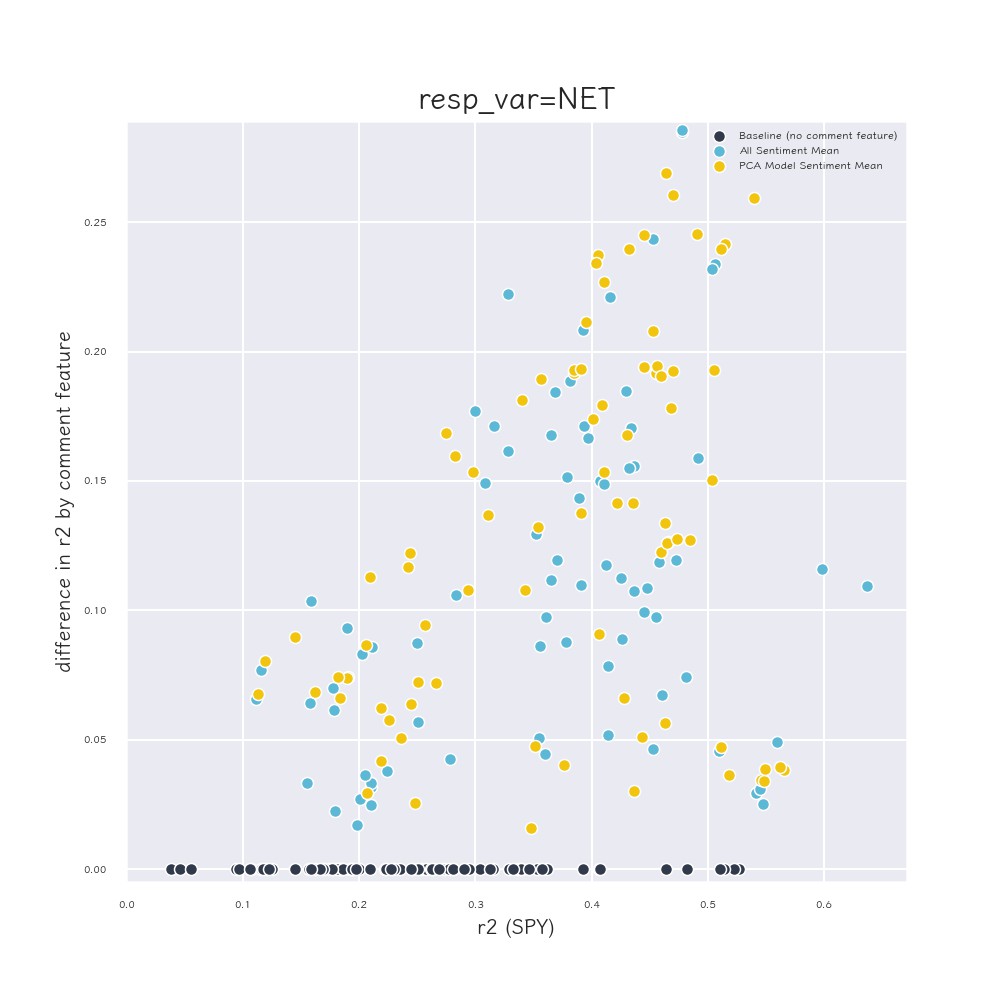 resp_var=NET
Baseline (no comment feature)
All Sentiment Mean
PCA Model Sentiment Mean
difference in r2 by comment feature
0.25
0.20
0.15
0.10
0.05
0.00
0.0 0.1 0.2 0.3 0.4 0.5 0.6
r2 (SPY)